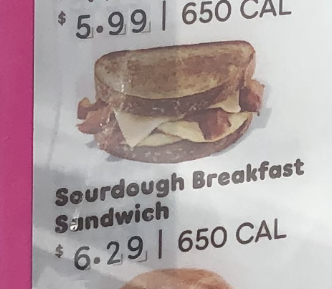 $5.99 | 650 CAL
Sourdough Breakfast
Sandwich
$6.29 | 650 CAL